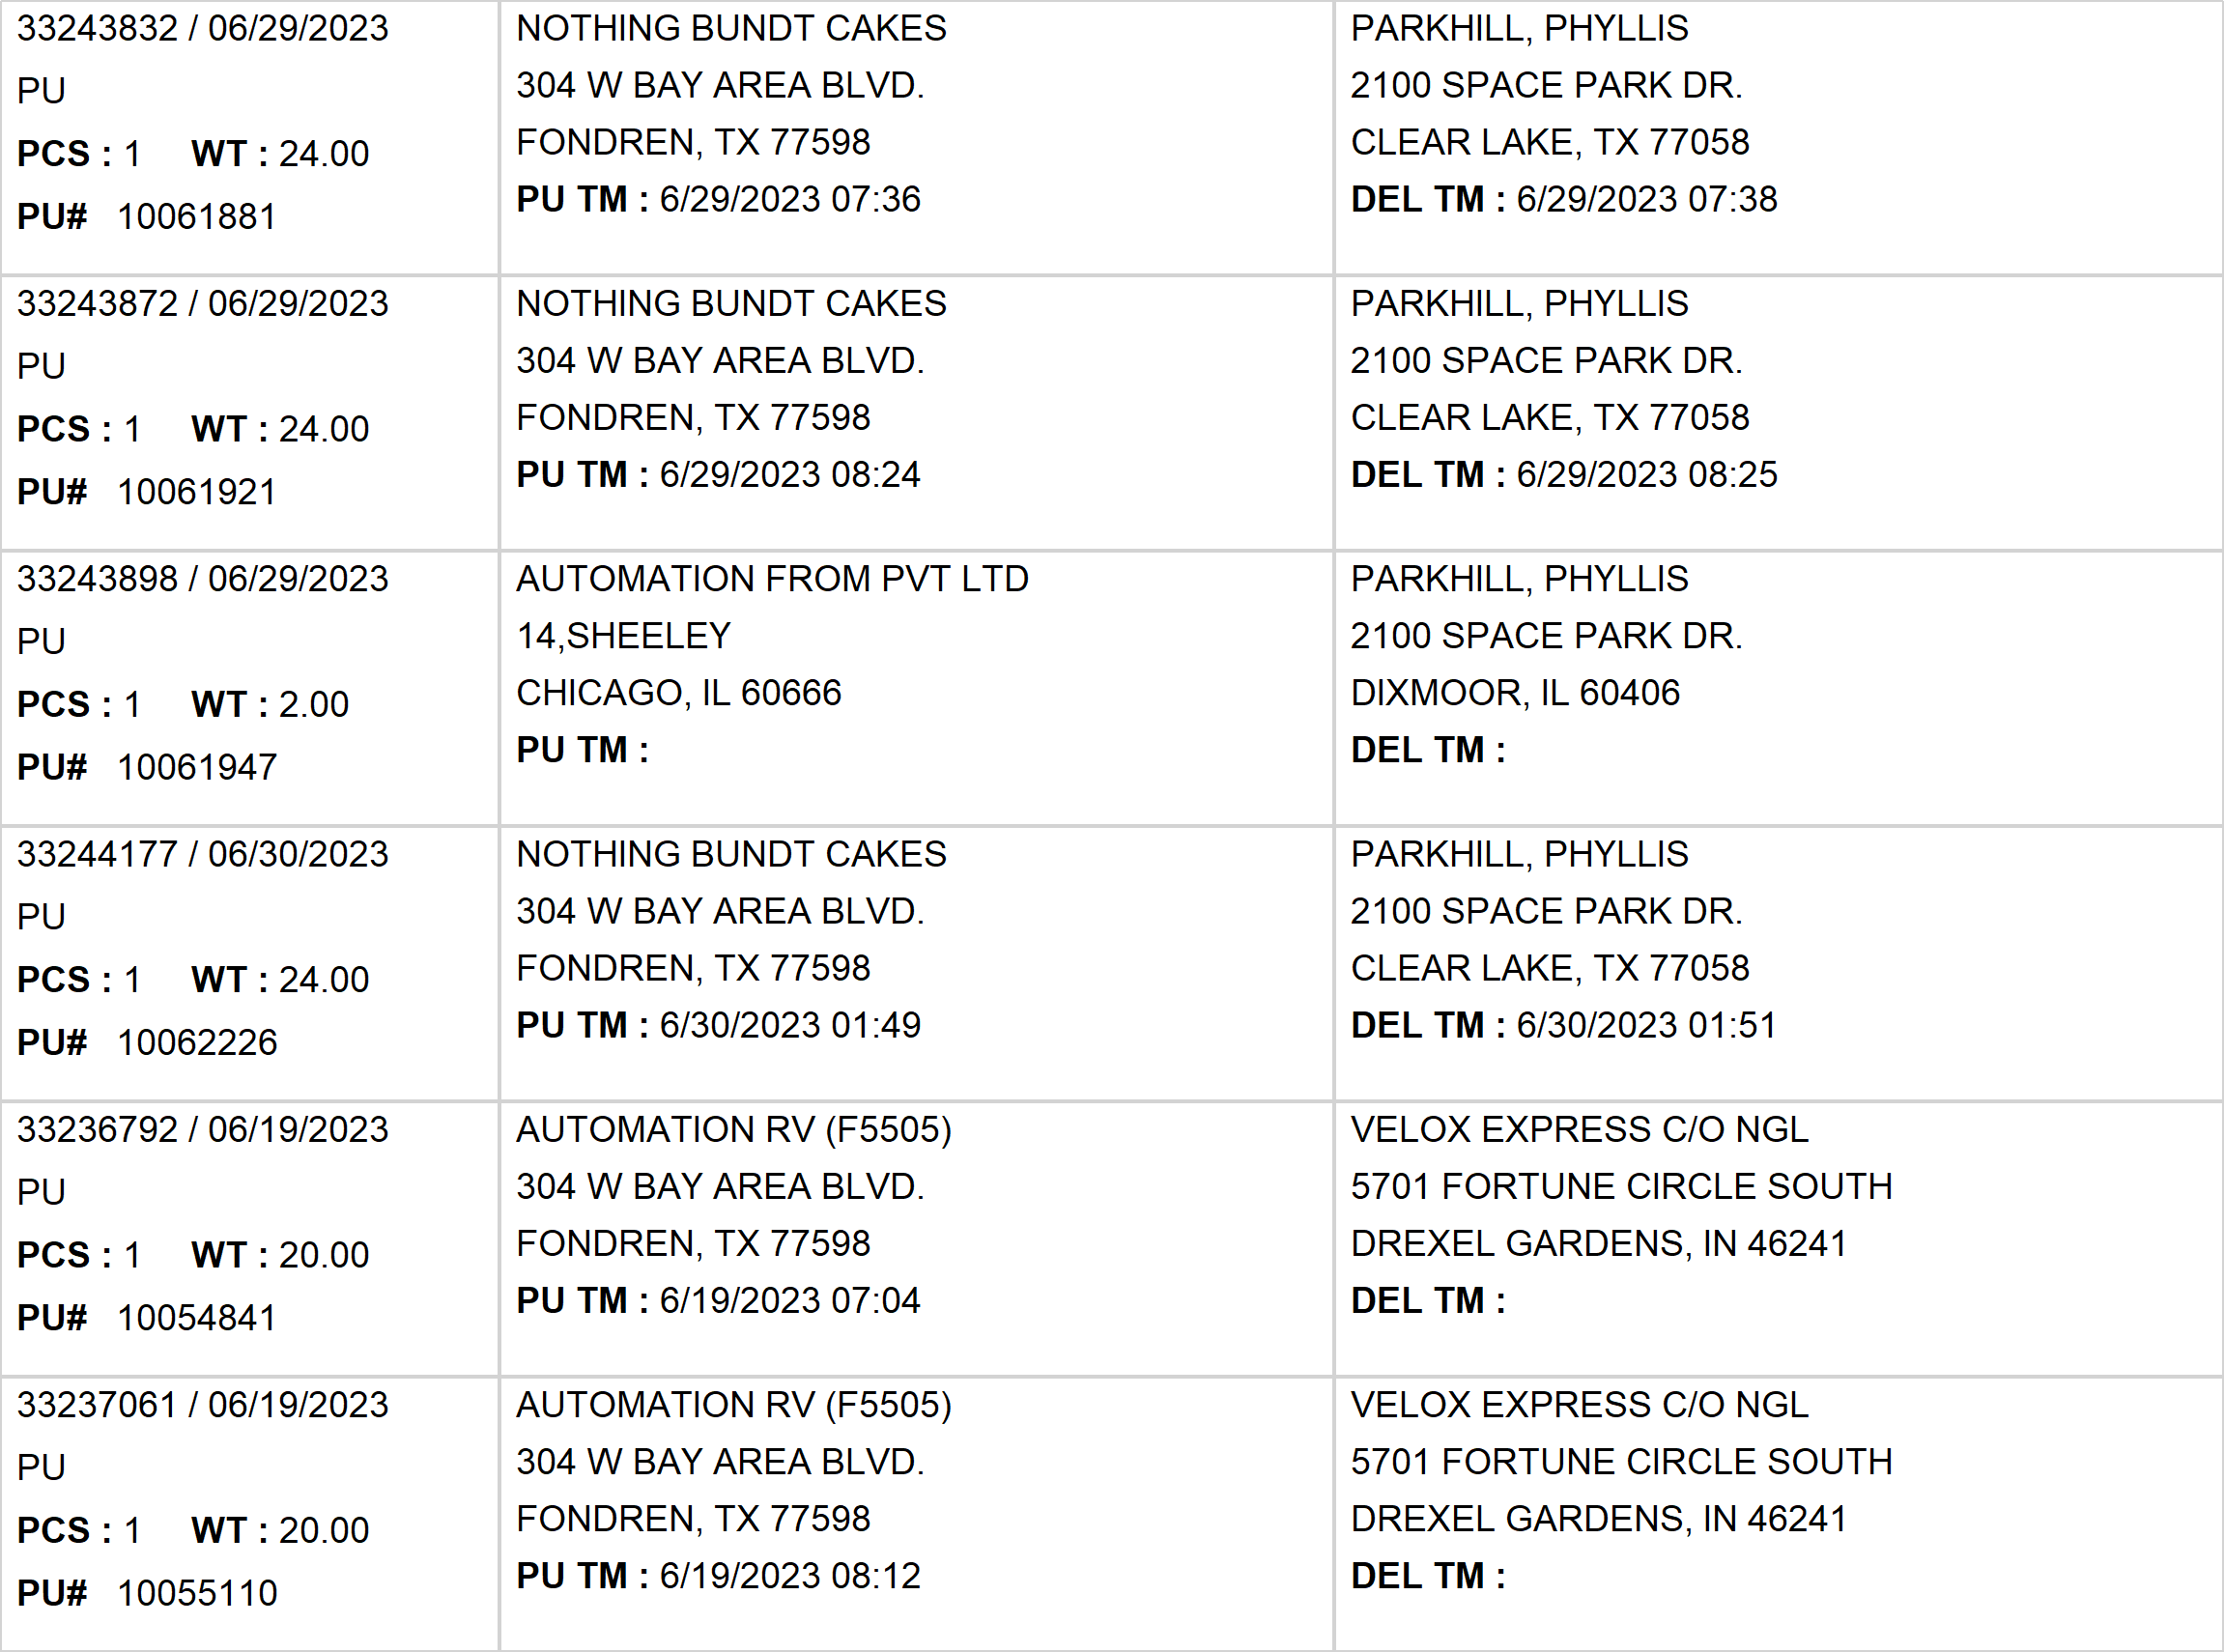 33243832 / 06/29/2023
PU
PCS : 1 WT : 24.00
PU# 10061881
NOTHING BUNDT CAKES
304 W BAY AREA BLVD.
FONDREN, TX 77598
PU TM : 6/29/2023 07:36
PARKHILL, PHYLLIS
2100 SPACE PARK DR.
CLEAR LAKE, TX 77058
DEL TM : 6/29/2023 07:38
33243872 / 06/29/2023
PU
PCS : 1 WT : 24.00
PU# 10061921
NOTHING BUNDT CAKES
304 W BAY AREA BLVD.
FONDREN, TX 77598
PU TM : 6/29/2023 08:24
PARKHILL, PHYLLIS
2100 SPACE PARK DR.
CLEAR LAKE, TX 77058
DEL TM : 6/29/2023 08:25
33243898 / 06/29/2023
PU
PCS : 1 WT : 2.00
PU# 10061947
AUTOMATION FROM PVT LTD
14,SHEELEY
CHICAGO, IL 60666
PU TM :
PARKHILL, PHYLLIS
2100 SPACE PARK DR.
DIXMOOR, IL 60406
DEL TM :
33244177 / 06/30/2023
PU
PCS : 1 WT : 24.00
PU# 10062226
NOTHING BUNDT CAKES
304 W BAY AREA BLVD.
FONDREN, TX 77598
PU TM : 6/30/2023 01:49
PARKHILL, PHYLLIS
2100 SPACE PARK DR.
CLEAR LAKE, TX 77058
DEL TM : 6/30/2023 01:51
33236792 / 06/19/2023
PU
PCS : 1 WT : 20.00
PU# 10054841
AUTOMATION RV (F5505)
304 W BAY AREA BLVD.
FONDREN, TX 77598
PU TM : 6/19/2023 07:04
VELOX EXPRESS C/O NGL
5701 FORTUNE CIRCLE SOUTH
DREXEL GARDENS, IN 46241
DEL TM :
33237061 / 06/19/2023
PU
PCS : 1 WT : 20.00
PU# 10055110
AUTOMATION RV (F5505)
304 W BAY AREA BLVD.
FONDREN, TX 77598
PU TM : 6/19/2023 08:12
VELOX EXPRESS C/O NGL
5701 FORTUNE CIRCLE SOUTH
DREXEL GARDENS, IN 46241
DEL TM :